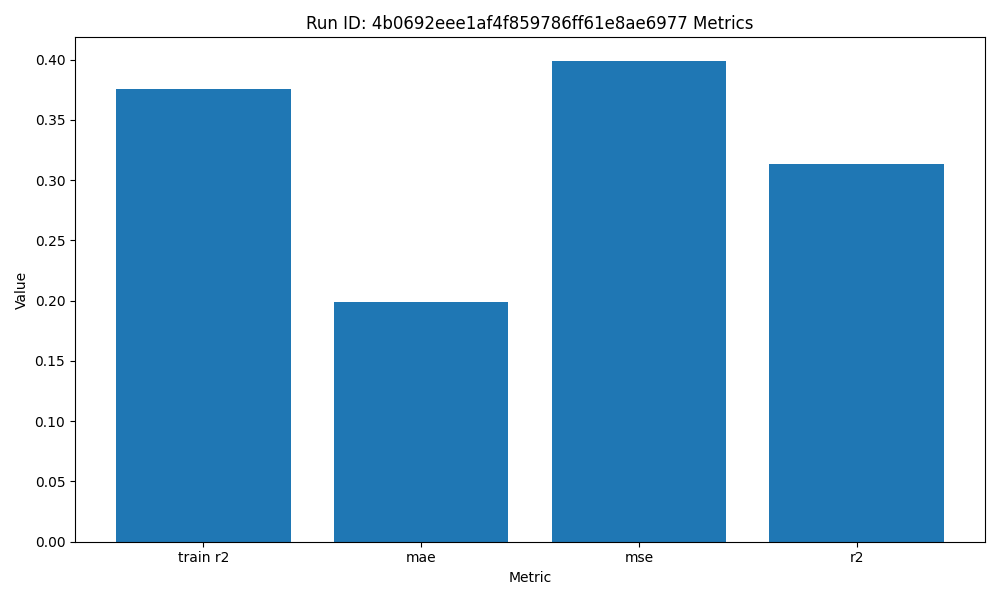 Run ID: 4b0692eee1af4f859786ff61e8ae6977 Metrics
0.40
0.35
0.30
0.25
0.20
0.15
0.10
0.05
0.00
Value
train r2
mae
mse
r2
Metric